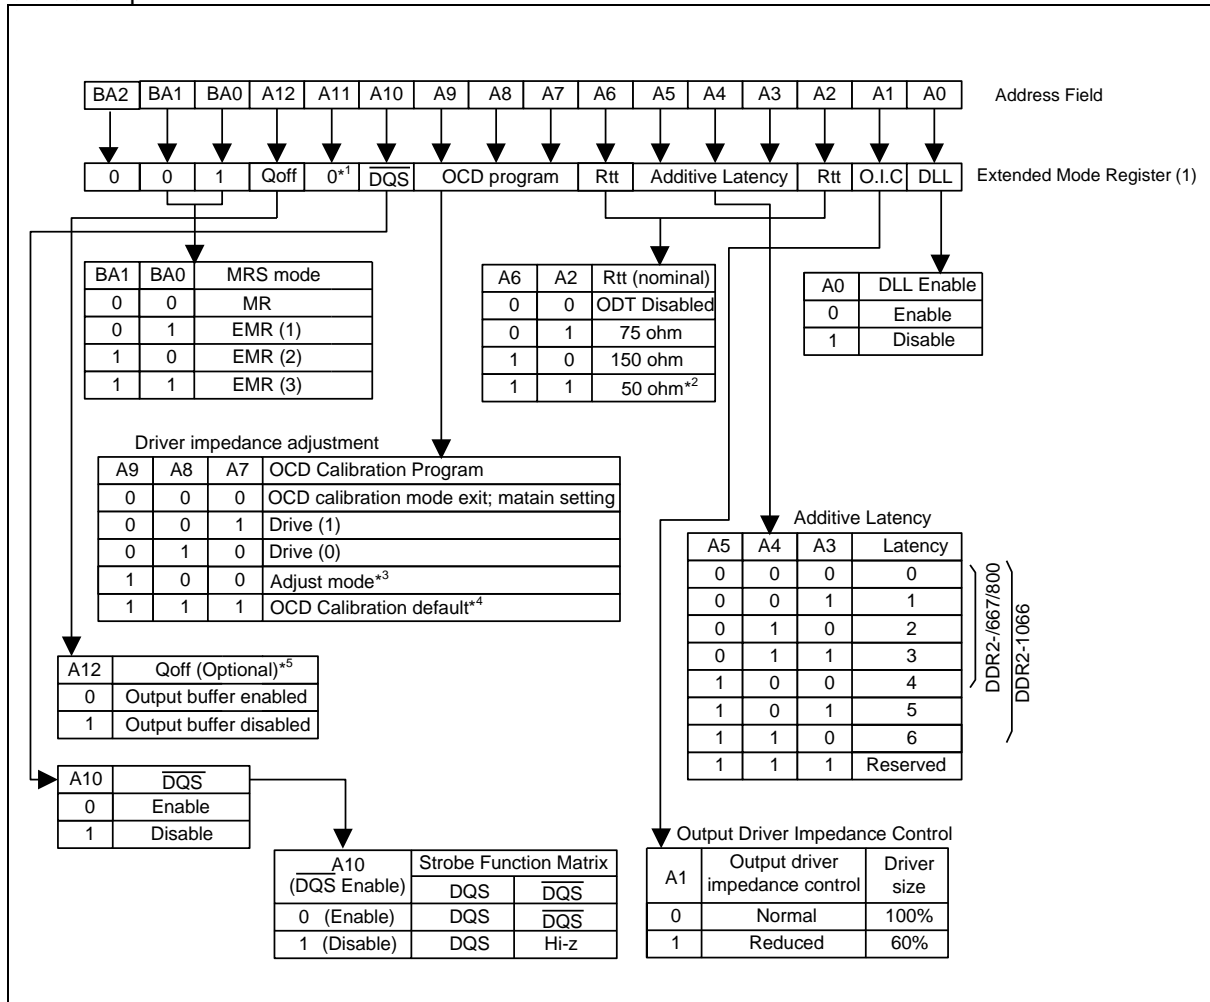 BA2 BA1 BA0 A12 A11 A10 A9 A8 A7 A6 A5 A4 A3 A2 A1 A0 Address Field
0 0 1 Qoff 0*1 DQS OCD program Rtt Additive Latency Rtt O.I.C DLL Extended Mode Register (1)
BA1 BA0 MRS mode
0 0 MR
0 1 EMR (1)
1 0 EMR (2)
1 1 EMR (3)
A6 A2 Rtt (nominal)
0 0 ODT Disabled
0 1 75 ohm
1 0 150 ohm
1 1 50 ohm*2
A0 DLL Enable
0 Enable
1 Disable
Driver impedance adjustment
A9 A8 A7 OCD Calibration Program
0 0 0 OCD calibration mode exit; matain setting
0 0 1 Drive (1)
0 1 0 Drive (0)
1 0 0 Adjust mode*3
1 1 1 OCD Calibration default*4
Additive Latency
A5 A4 A3 Latency
0 0 0 0
0 0 1 1
0 1 0 2
0 1 1 3
1 0 0 4
1 0 1 5
1 1 0 6
1 1 1 Reserved
DDR2-/667/800
DDR2-1066
A12 Qoff (Optional)*5
0 Output buffer enabled
1 Output buffer disabled
A10 DQS
0 Enable
1 Disable
A10 (DQS Enable) Strobe Function Matrix
DQS DQS
0 (Enable) DQS DQS
1 (Disable) DQS Hi-z
Output Driver Impedance Control
A1 Output driver impedance control Driver size
0 Normal 100%
1 Reduced 60%